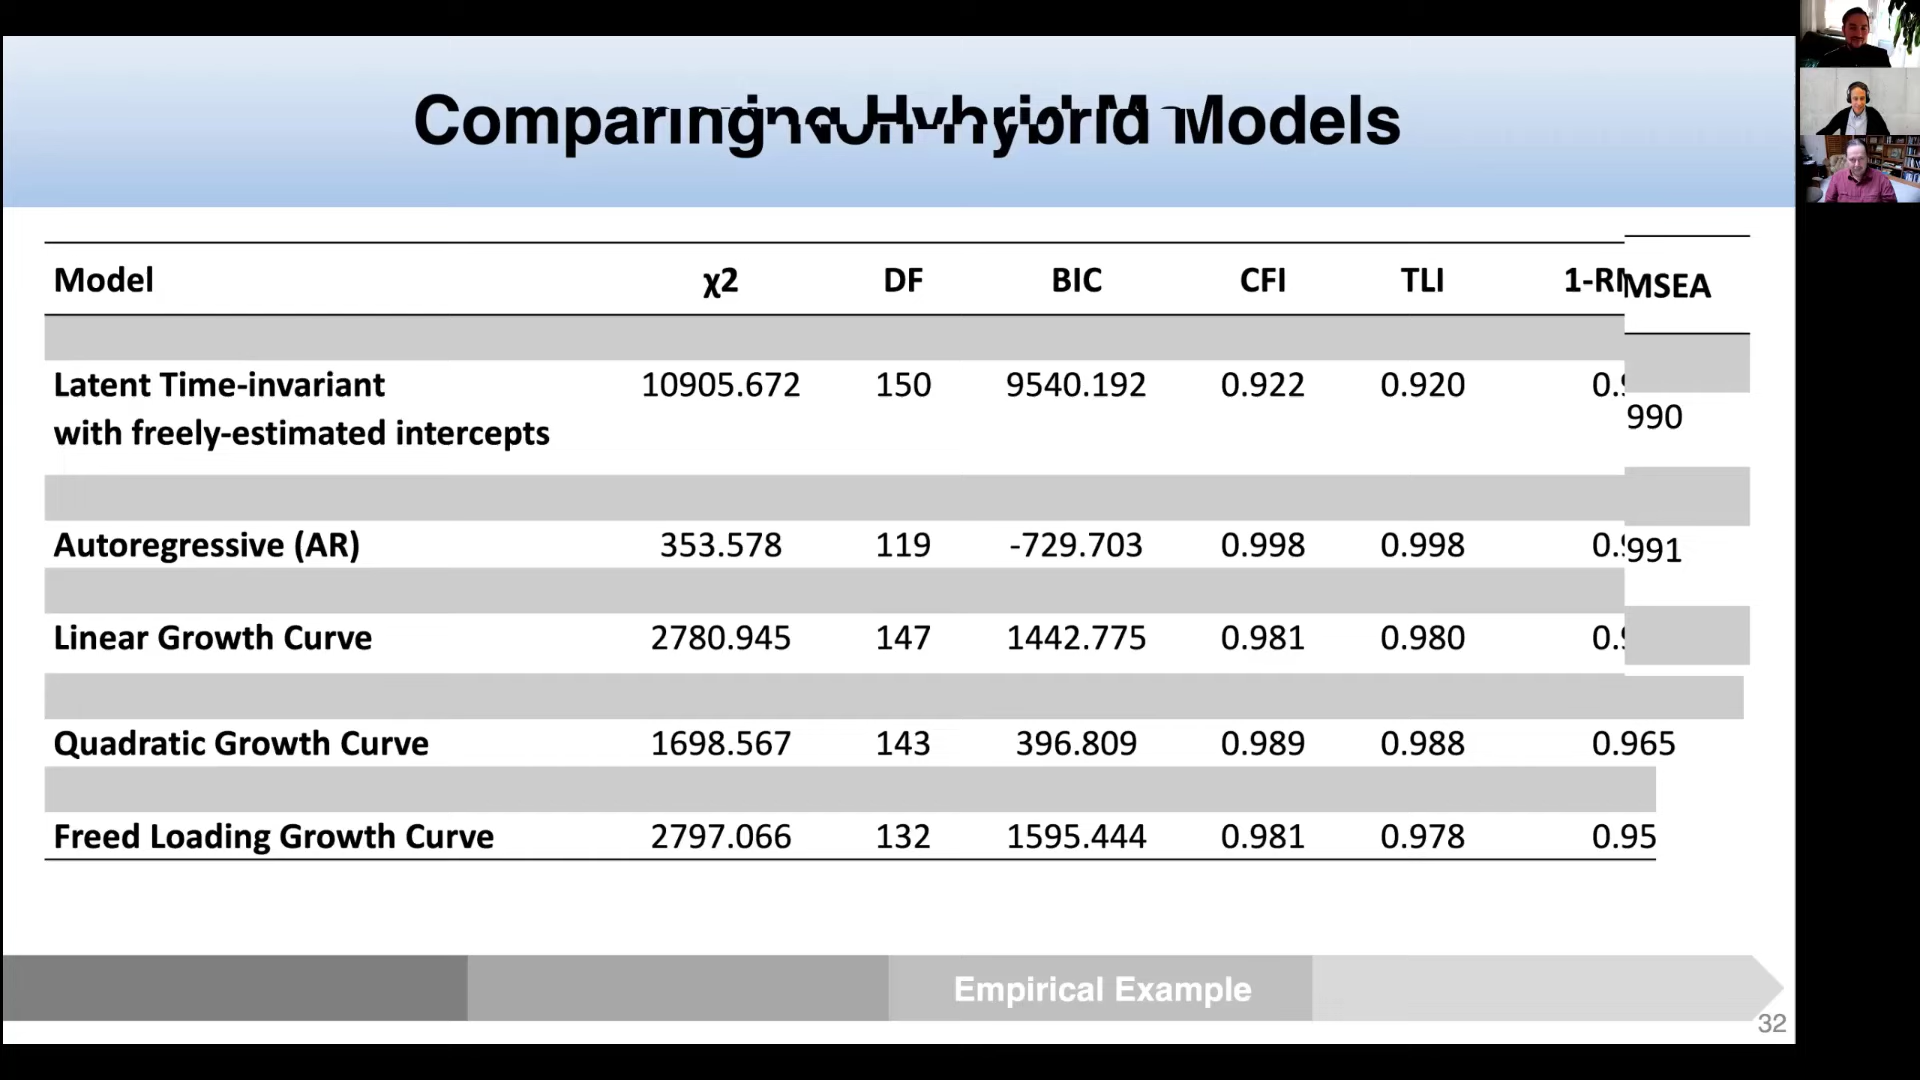 Models
Model χ2 DF BIC CFI TLI 1-RMSEA
Latent Time-invariant 10905.672 150 9540.192 0.922 0.920
with freely-estimated intercepts 990
Autoregressive (AR) 353.578 119 -729.703 0.998 0.998 991
Linear Growth Curve 2780.945 147 1442.775 0.981 0.980
Quadratic Growth Curve 1698.567 143 396.809 0.989 0.988 0.965
Freed Loading Growth Curve 2797.066 132 1595.444 0.981 0.978 0.95
Empirical Example
32